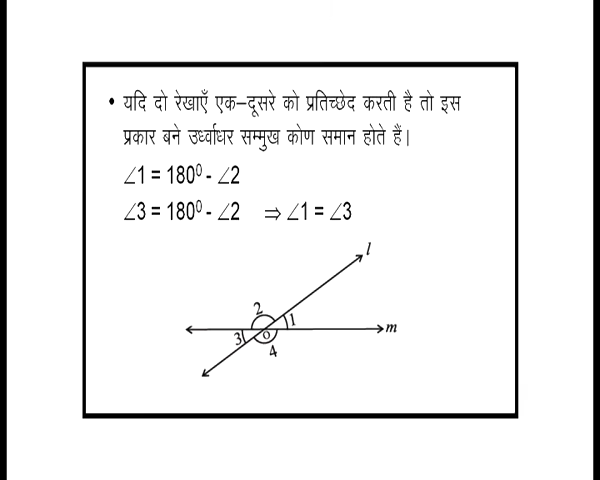 • यदि दो रेखाएँ एक–दूसरे को प्रतिच्छेद करती है तो इस
प्रकार बने उर्ध्वाधर सम्मुख कोण समान होते हैं।
∠1 = 180⁰ - ∠2
∠3 = 180⁰ - ∠2 ⇒ ∠1 = ∠3
l
2
1
m
3
o
4